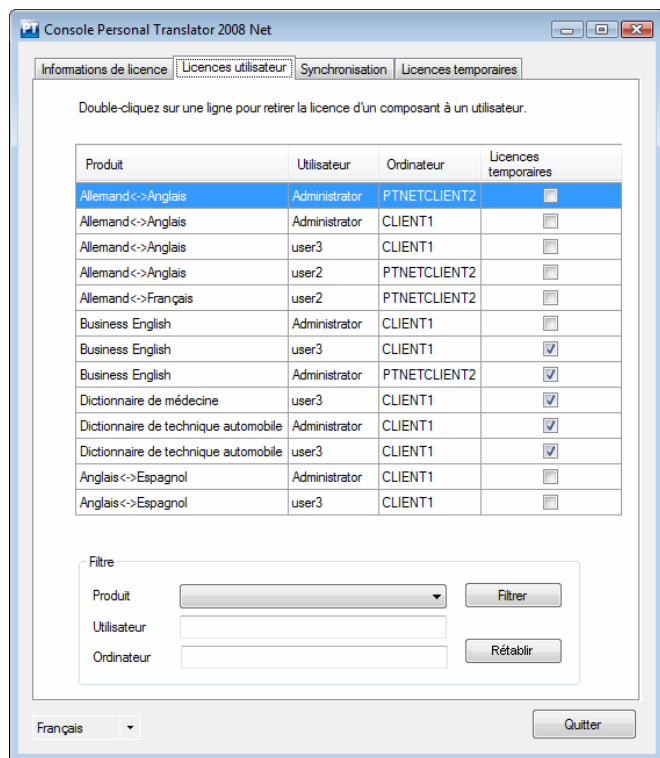 PT Console Personal Translator 2008 Net
Informations de licence Licences utilisateur Synchronisation Licences temporaires
Double-cliquez sur une ligne pour retirer la licence d'un composant à un utilisateur.
Produit Utilisateur Ordinateur Licences temporaires
Allemand<->Anglais Administrator PTNETCLIENT2
Allemand<->Anglais Administrator CLIENT1
Allemand<->Anglais user3 CLIENT1
Allemand<->Anglais user2 PTNETCLIENT2
Allemand<->Français user2 PTNETCLIENT2
Business English Administrator CLIENT1
Business English user3 CLIENT1
Business English Administrator PTNETCLIENT2
Dictionnaire de médecine user3 CLIENT1
Dictionnaire de technique automobile Administrator CLIENT1
Dictionnaire de technique automobile user3 CLIENT1
Anglais<->Espagnol Administrator CLIENT1
Anglais<->Espagnol user3 CLIENT1
Filtre
Produit Filtrer
Utilisateur
Ordinateur Rétablir
Français Quitter